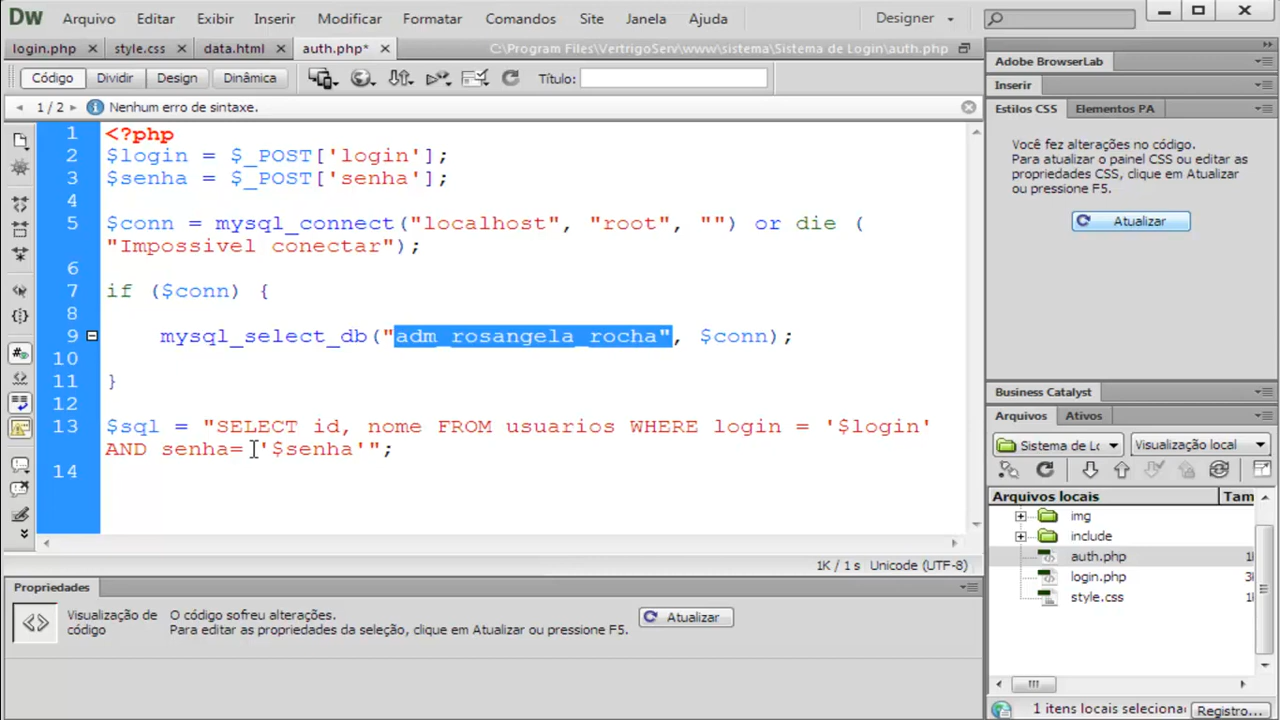 Dw Arquivo Editar Exibir Inserir Modificar Formatar Comandos Site Janela Ajuda Designer
login.php style.css data.html auth.php* C:\Program Files\VertrigoServ\www\sistema\Sistema de Login\auth.php
Código Dividir Design Dinâmica Título:
1 / 2 Nenhum erro de sintaxe.
1 <?php
2 $login = $_POST['login'];
3 $senha = $_POST['senha'];
4
5 $conn = mysql_connect("localhost", "root", "") or die (
"Impossivel conectar");
6
7 if ($conn) {
8
9 mysql_select_db("adm_rosangela_rocha", $conn);
10
11 }
12
13 $sql = "SELECT id, nome FROM usuarios WHERE login = '$login'
AND senha= '$senha'";
14
1K / 1 s Unicode (UTF-8)
Propriedades
Visualização de código
O código sofreu alterações.
Para editar as propriedades da seleção, clique em Atualizar ou pressione F5.
Atualizar
Adobe BrowserLab
Inserir
Estilos CSS Elementos PA
Você fez alterações no código.
Para atualizar o painel CSS ou editar as
propriedades CSS, clique em Atualizar
ou pressione F5.
Atualizar
Business Catalyst
Arquivos Ativos
Sistema de Lo Visualização local
Arquivos locais Tam
img
include
auth.php 1
login.php 3
style.css 1
1 itens locais seleciona Registro...